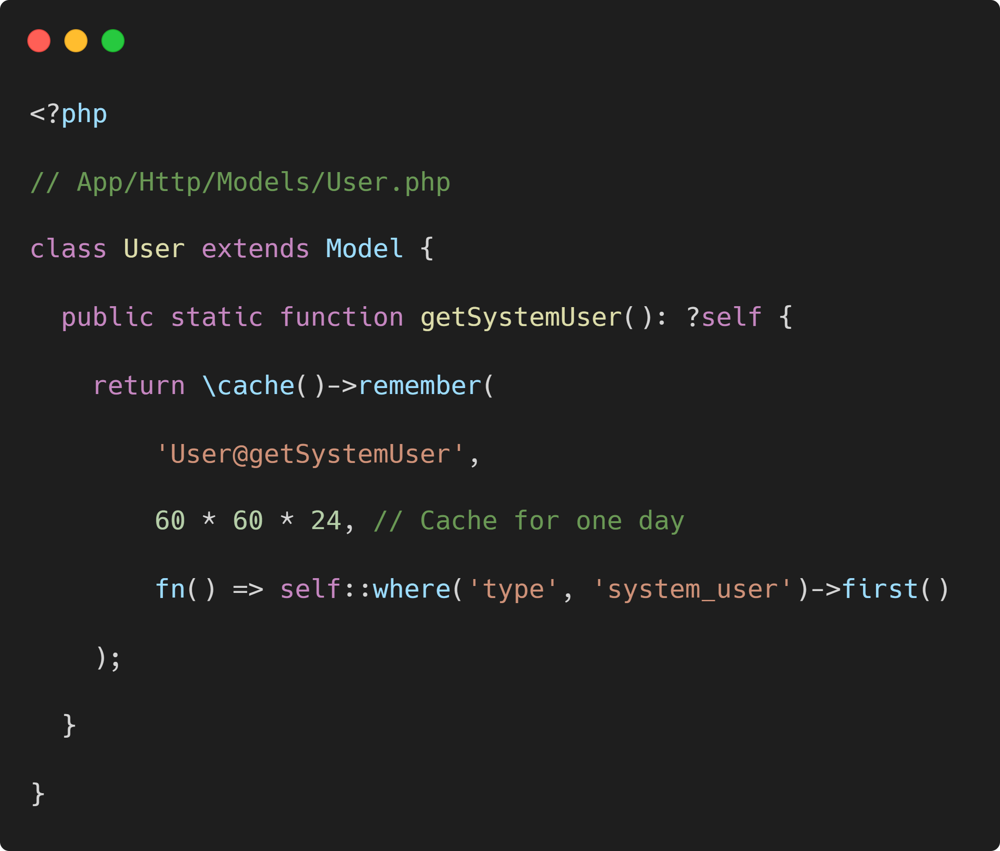 <?php
// App/Http/Models/User.php
class User extends Model {
  public static function getSystemUser(): ?self {
    return \cache()->remember(
        'User@getSystemUser',
        60 * 60 * 24, // Cache for one day
        fn() => self::where('type', 'system_user')->first()
    );
  }
}